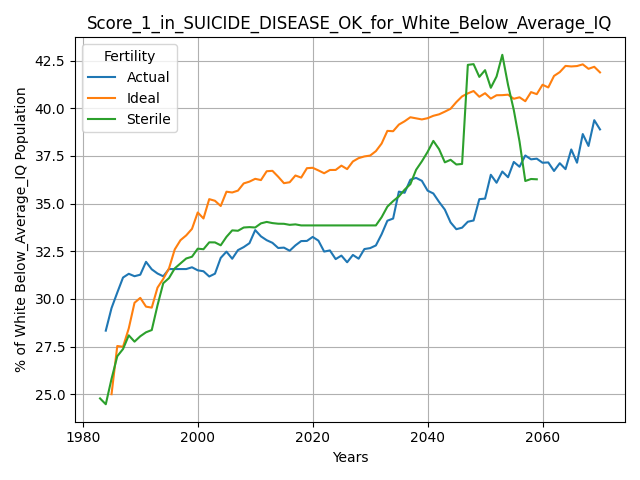 Score_1_in_SUICIDE_DISEASE_OK_for_White_Below_Average_IQ
Fertility
Actual
Ideal
Sterile
% of White Below_Average_IQ Population
42.5
40.0
37.5
35.0
32.5
30.0
27.5
25.0
1980
2000
2020
2040
2060
Years